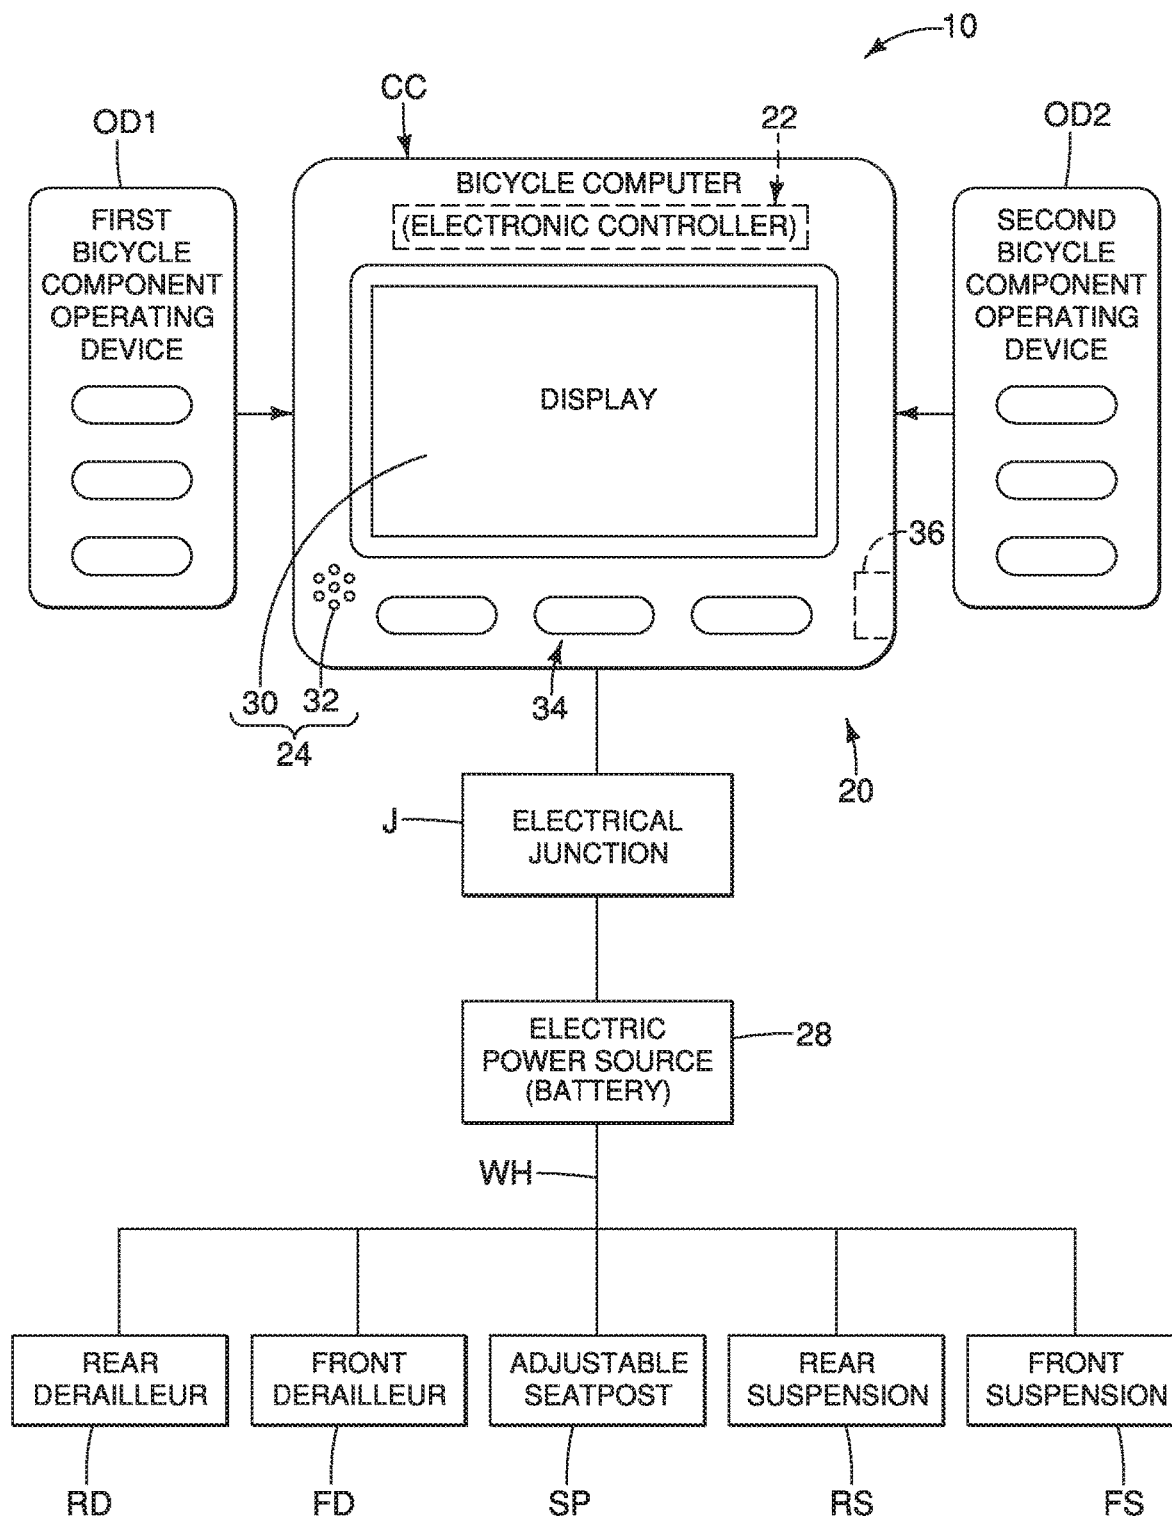 10
CC
OD1
22
OD2
BICYCLE COMPUTER
(ELECTRONIC CONTROLLER)
FIRST
BICYCLE
COMPONENT
OPERATING
DEVICE
SECOND
BICYCLE
COMPONENT
OPERATING
DEVICE
DISPLAY
36
30 32
24
34
20
J
ELECTRICAL
JUNCTION
ELECTRIC
POWER SOURCE
(BATTERY)
28
WH
REAR
DERAILLEUR
FRONT
DERAILLEUR
ADJUSTABLE
SEATPOST
REAR
SUSPENSION
FRONT
SUSPENSION
RD
FD
SP
RS
FS